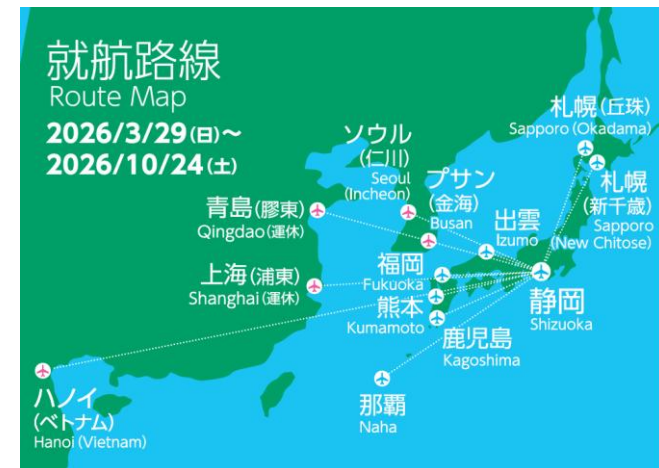 就航路線
Route Map
2026/3/29(日)～
2026/10/24(土)
札幌(丘珠)
Sapporo (Okadama)
札幌
(新千歳)
Sapporo
(New Chitose)
ソウル
(仁川)
Seoul
(Incheon)
プサン
(金海)
Busan
出雲
Izumo
青島(膠東)
Qingdao(運休)
上海(浦東)
Shanghai(運休)
福岡
Fukuoka
熊本
Kumamoto
静岡
Shizuoka
鹿児島
Kagoshima
那覇
Naha
ハノイ
(ベトナム)
Hanoi (Vietnam)